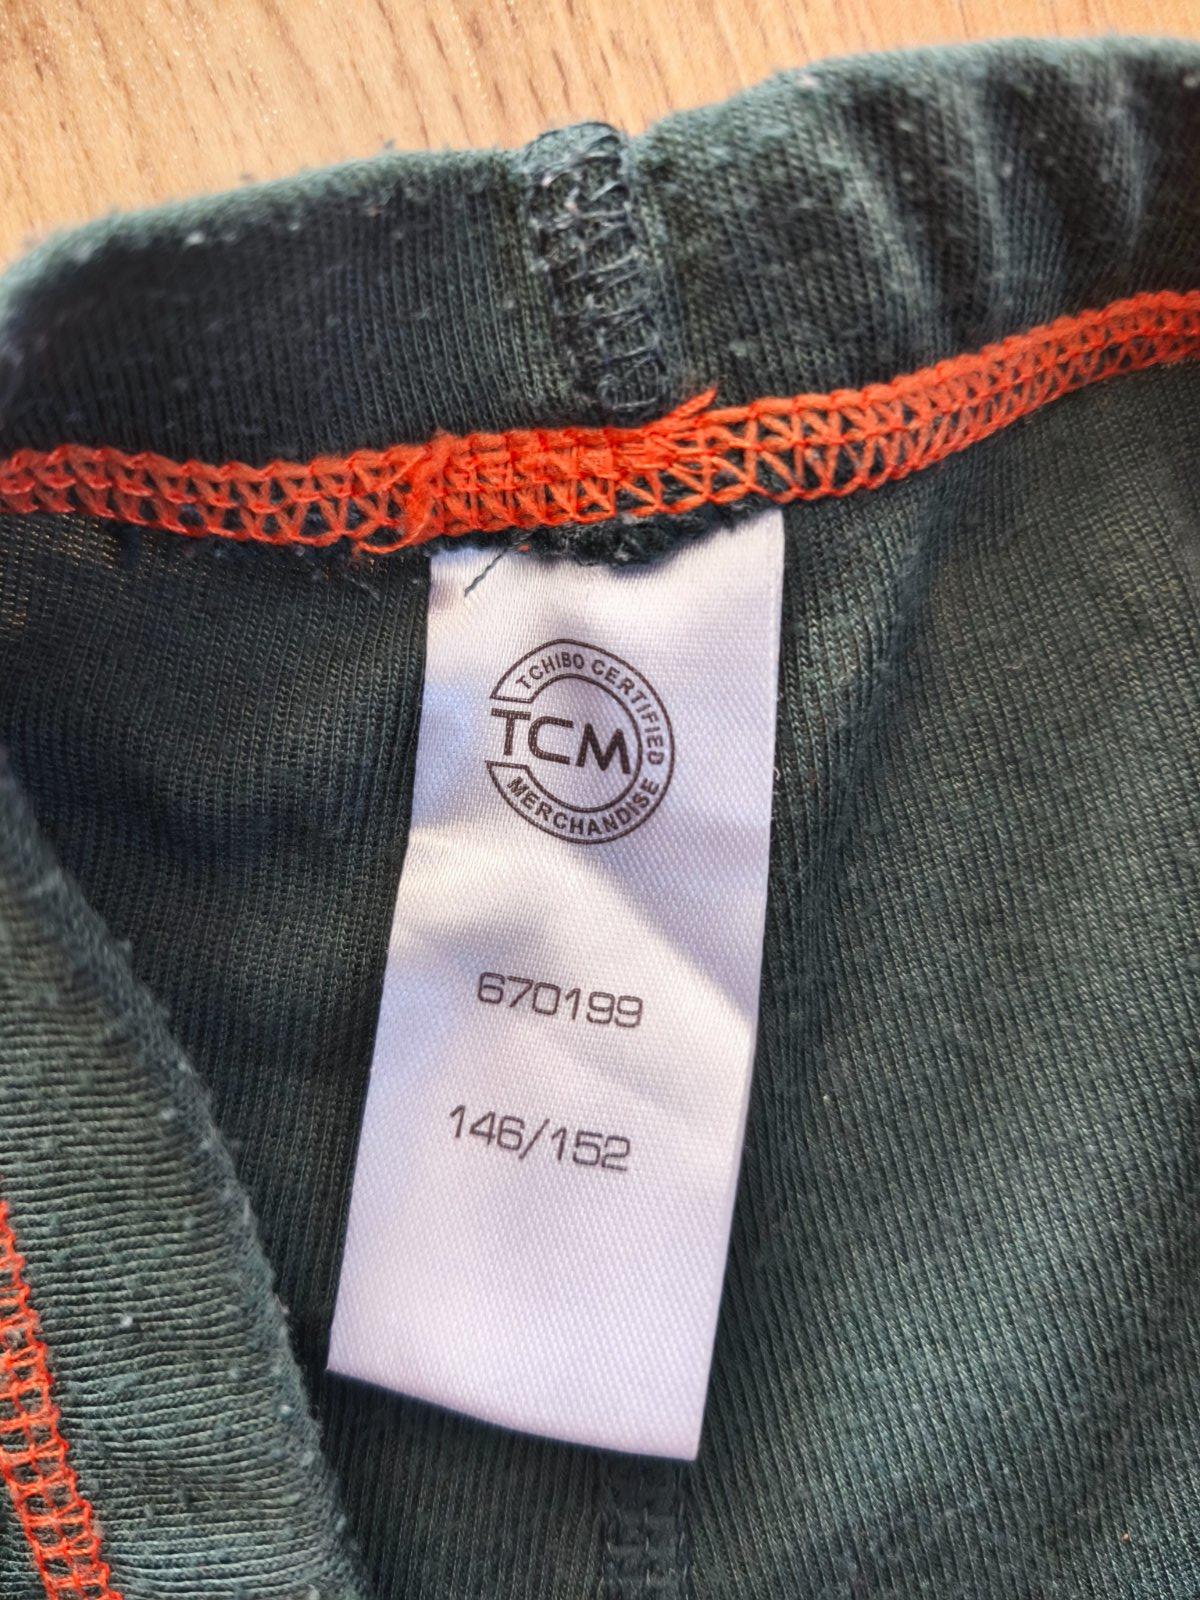 TCHIBO CERTIFIED
TCM
MERCHANDISE
670199
146/152